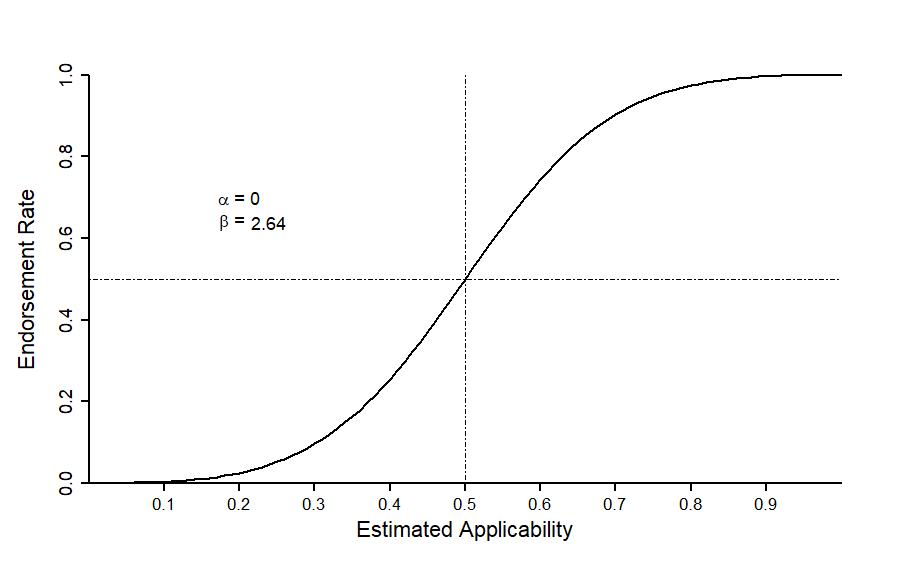 1.0
0.8
0.6
0.4
0.2
0.0
Endorsement Rate
α = 0
β = 2.64
0.1 0.2 0.3 0.4 0.5 0.6 0.7 0.8 0.9
Estimated Applicability